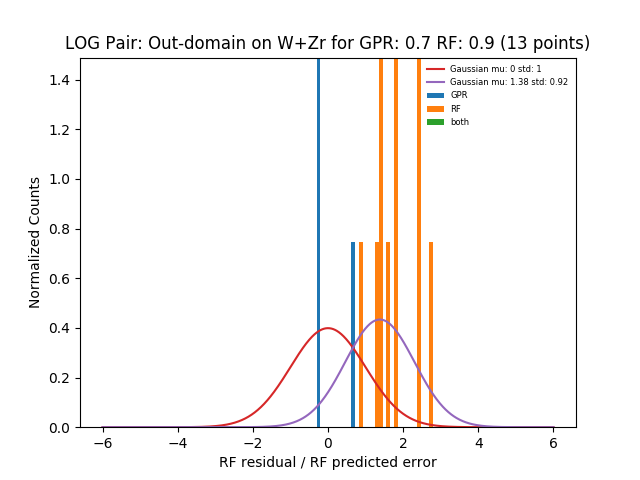 LOG Pair: Out-domain on W+Zr for GPR: 0.7 RF: 0.9 (13 points)
Gaussian mu: 0 std: 1
Gaussian mu: 1.38 std: 0.92
GPR
RF
both
Normalized Counts
1.4
1.2
1.0
0.8
0.6
0.4
0.2
0.0
−6 −4 −2 0 2 4 6
RF residual / RF predicted error